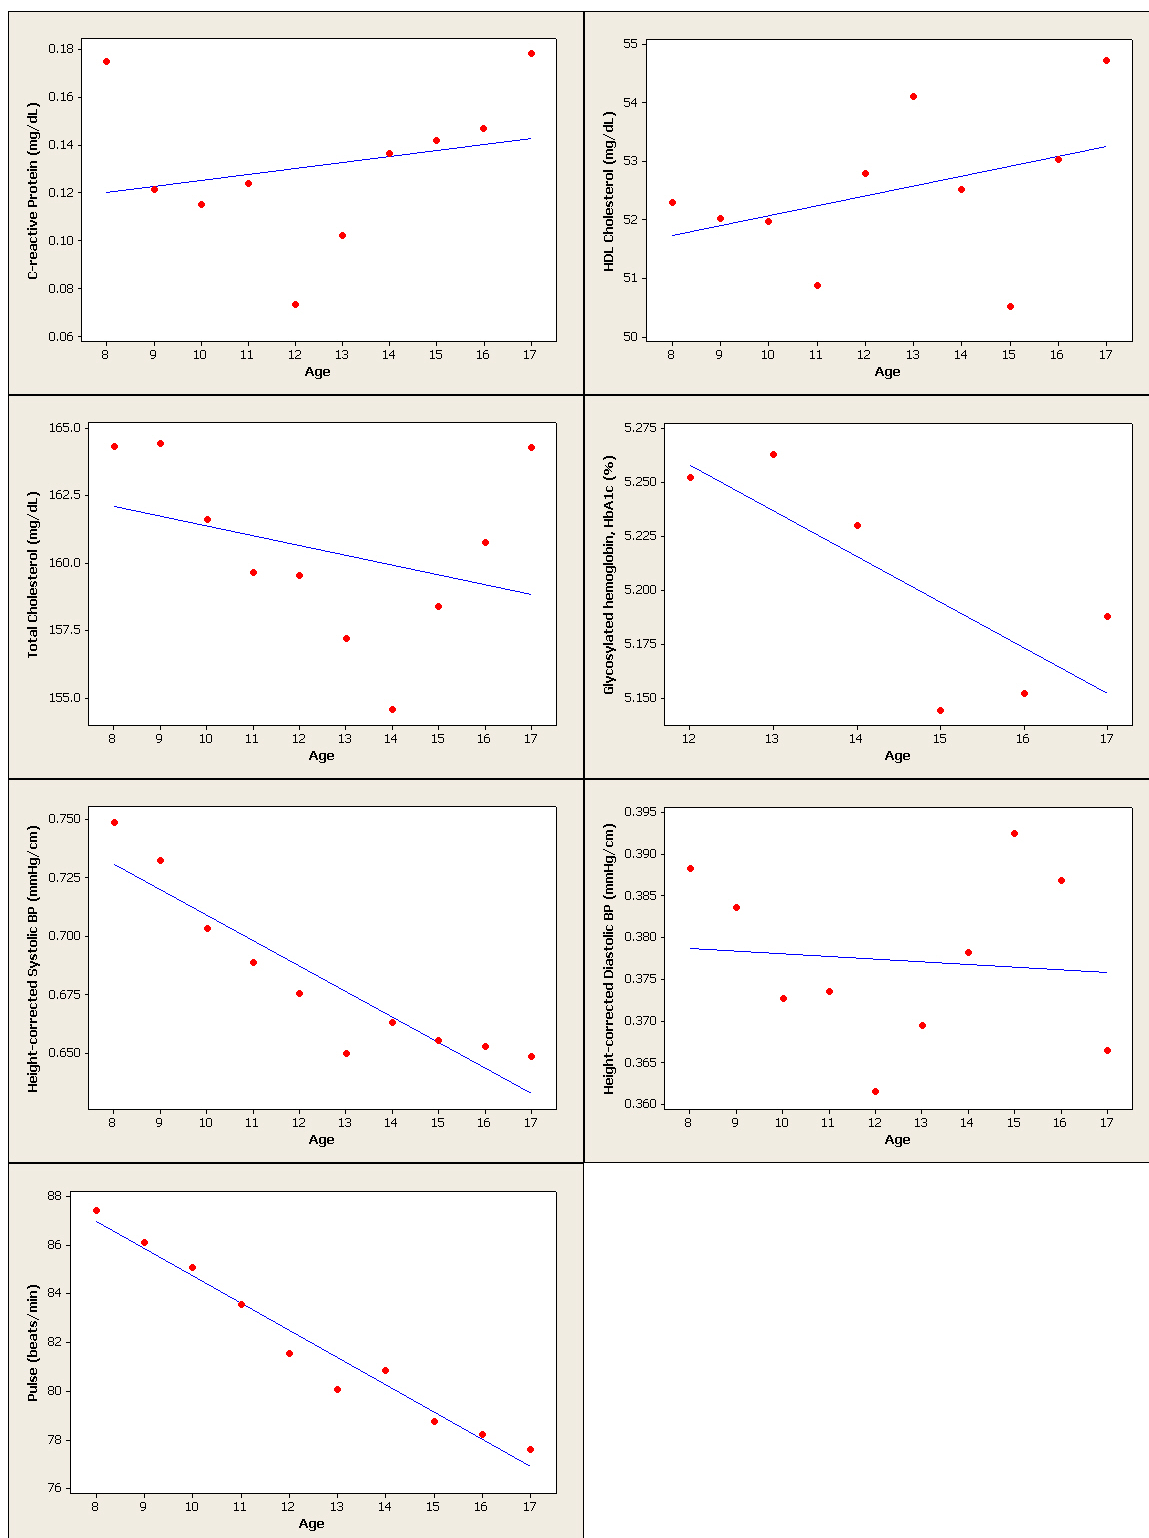 C-reactive Protein (mg/dL)
0.18
0.16
0.14
0.12
0.10
0.08
0.06
8 9 10 11 12 13 14 15 16 17
Age
HDL Cholesterol (mg/dL)
55
54
53
52
51
50
8 9 10 11 12 13 14 15 16 17
Age
Total Cholesterol (mg/dL)
165.0
162.5
160.0
157.5
155.0
8 9 10 11 12 13 14 15 16 17
Age
Glycosylated hemoglobin, HbA1c (%)
5.275
5.250
5.225
5.200
5.175
5.150
12 13 14 15 16 17
Age
Height-corrected Systolic BP (mmHg/cm)
0.750
0.725
0.700
0.675
0.650
8 9 10 11 12 13 14 15 16 17
Age
Height-corrected Diastolic BP (mmHg/cm)
0.395
0.390
0.385
0.380
0.375
0.370
0.365
0.360
8 9 10 11 12 13 14 15 16 17
Age
Pulse (beats/min)
88
86
84
82
80
78
76
8 9 10 11 12 13 14 15 16 17
Age